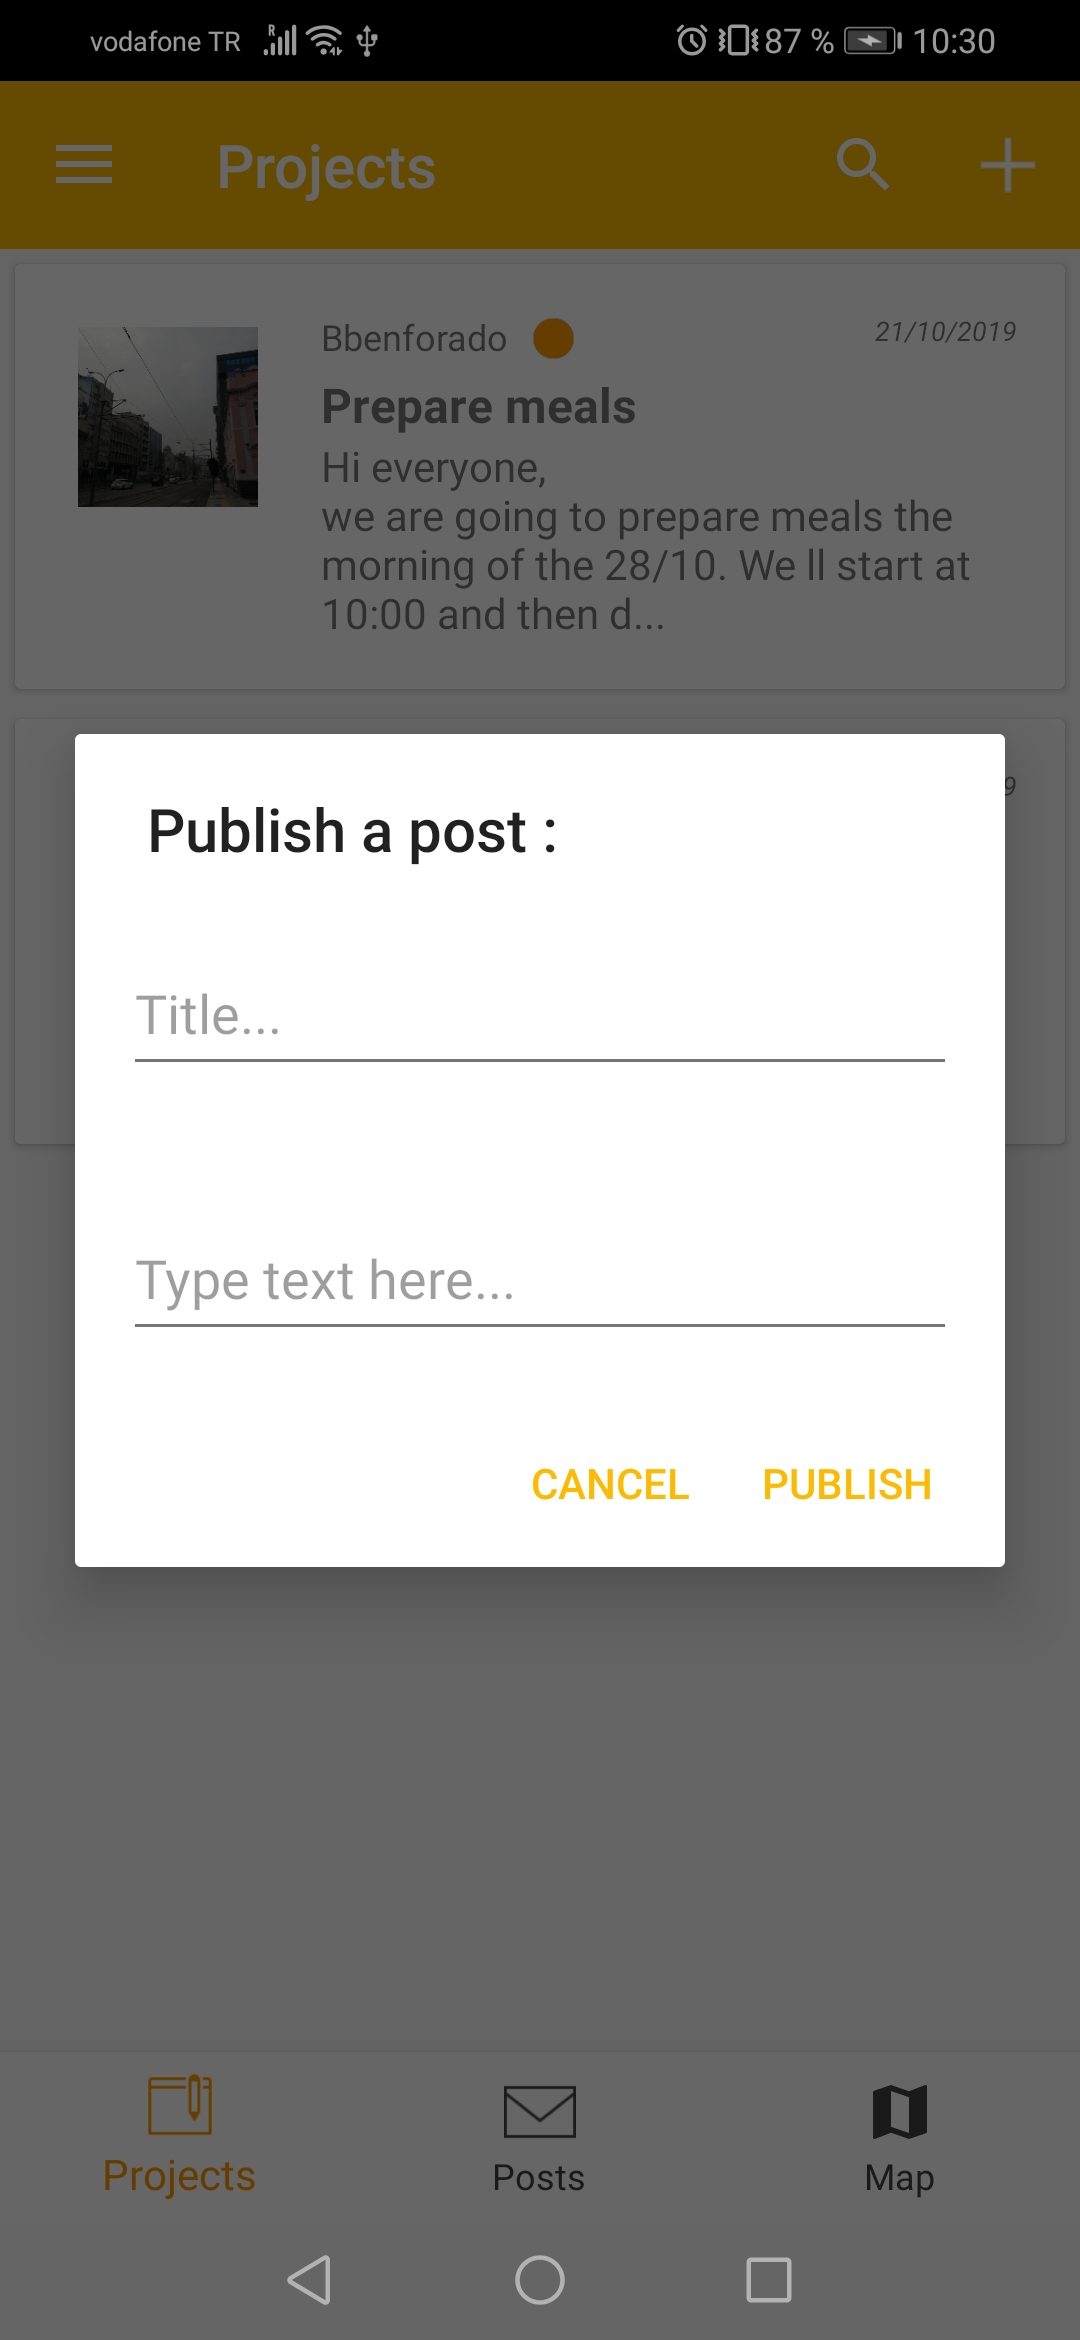 vodafone TR R 87 % 10:30
Projects
Bbenforado 21/10/2019
Prepare meals
Hi everyone,
we are going to prepare meals the
morning of the 28/10. We ll start at
10:00 and then d...
9
Publish a post :
Title...
Type text here...
CANCEL PUBLISH
Projects Posts Map